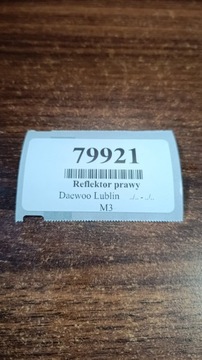 79921
Reflektor prawy
Daewoo Lublin ./.. - ./..
M3